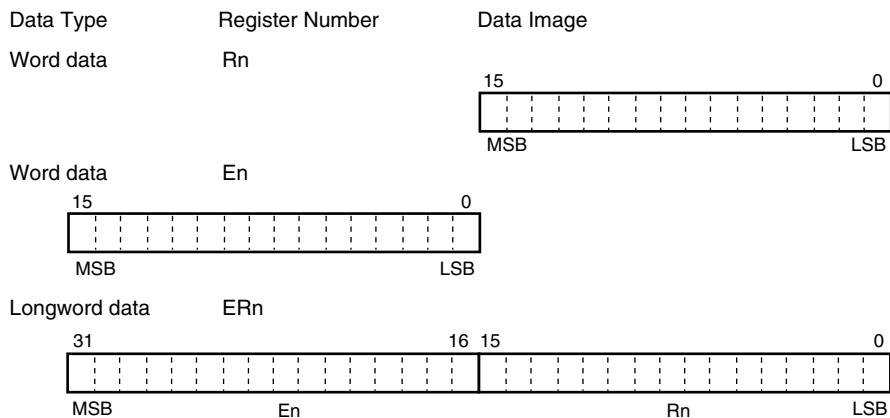 Data Type Register Number Data Image
Word data Rn
15 0
MSB LSB
Word data En
15 0
MSB LSB
Longword data ERn
31 16 15 0
MSB En Rn LSB